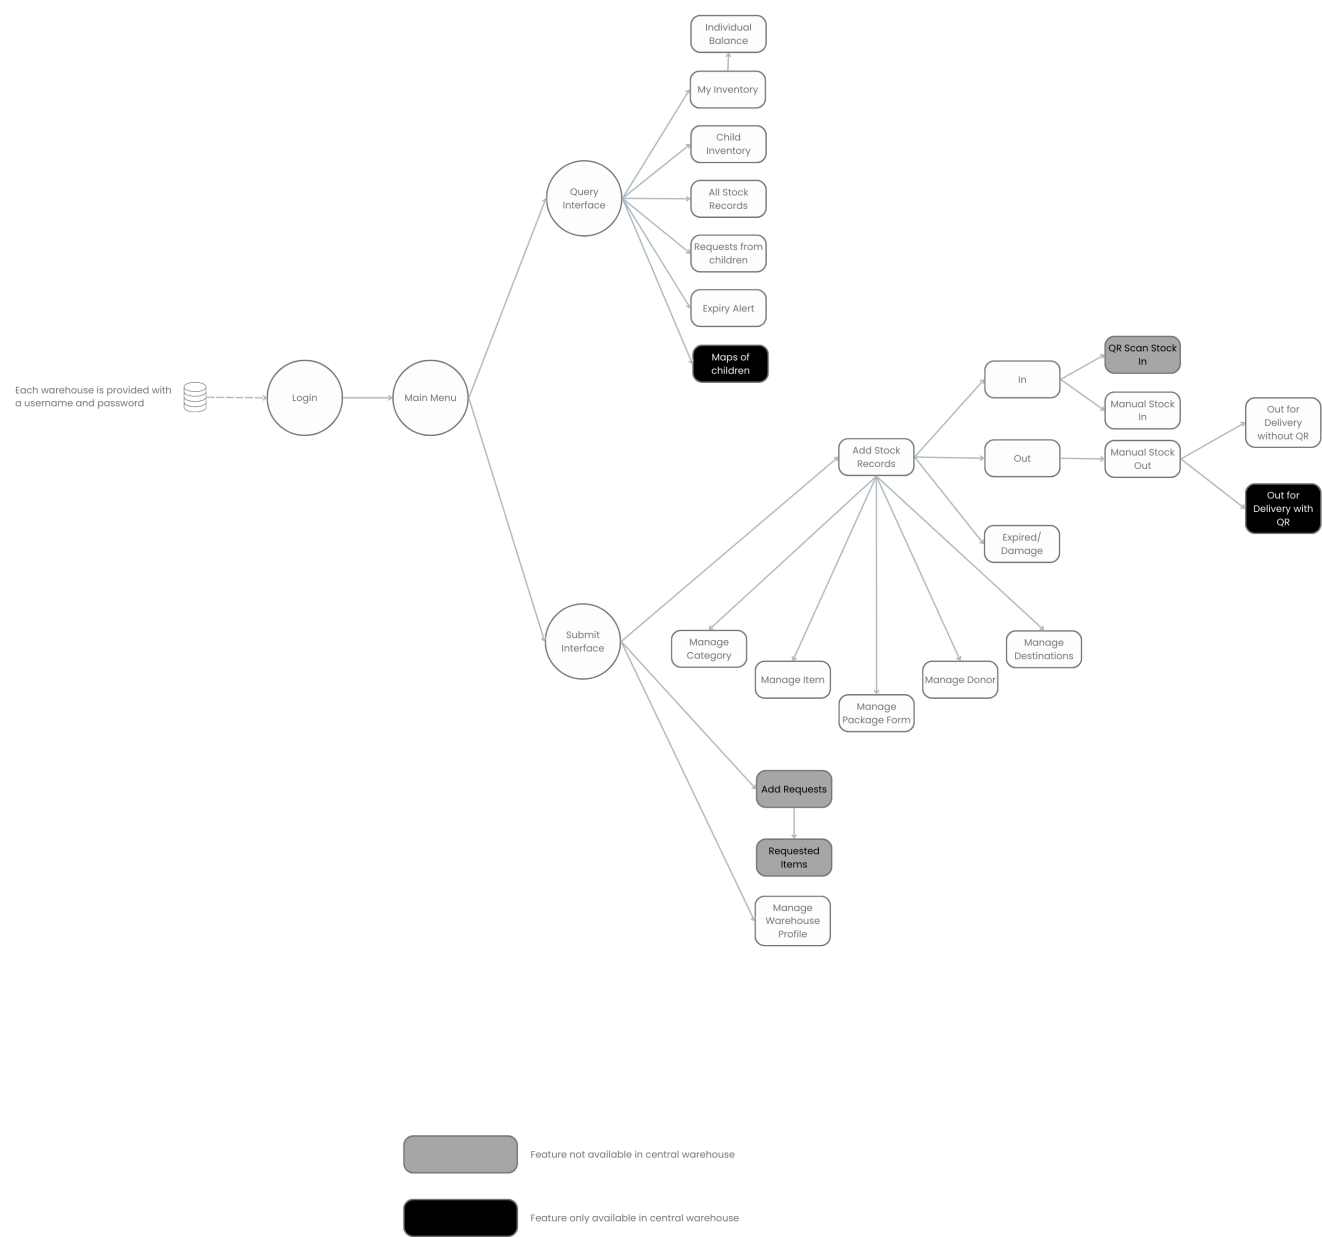 Individual
Balance
My Inventory
Child
Inventory
Query
Interface
All Stock
Records
Requests from
children
Expiry Alert
Maps of
children
Each warehouse is provided with
a username and password
Login
Main Menu
QR Scan Stock
In
In
Manual Stock
In
Out for
Delivery
without QR
Add Stock
Records
Out
Manual Stock
Out
Out for
Delivery with
QR
Expired/
Damage
Submit
Interface
Manage
Category
Manage Item
Manage
Package Form
Manage Donor
Manage
Destinations
Add Requests
Requested
Items
Manage
Warehouse
Profile
Feature not available in central warehouse
Feature only available in central warehouse